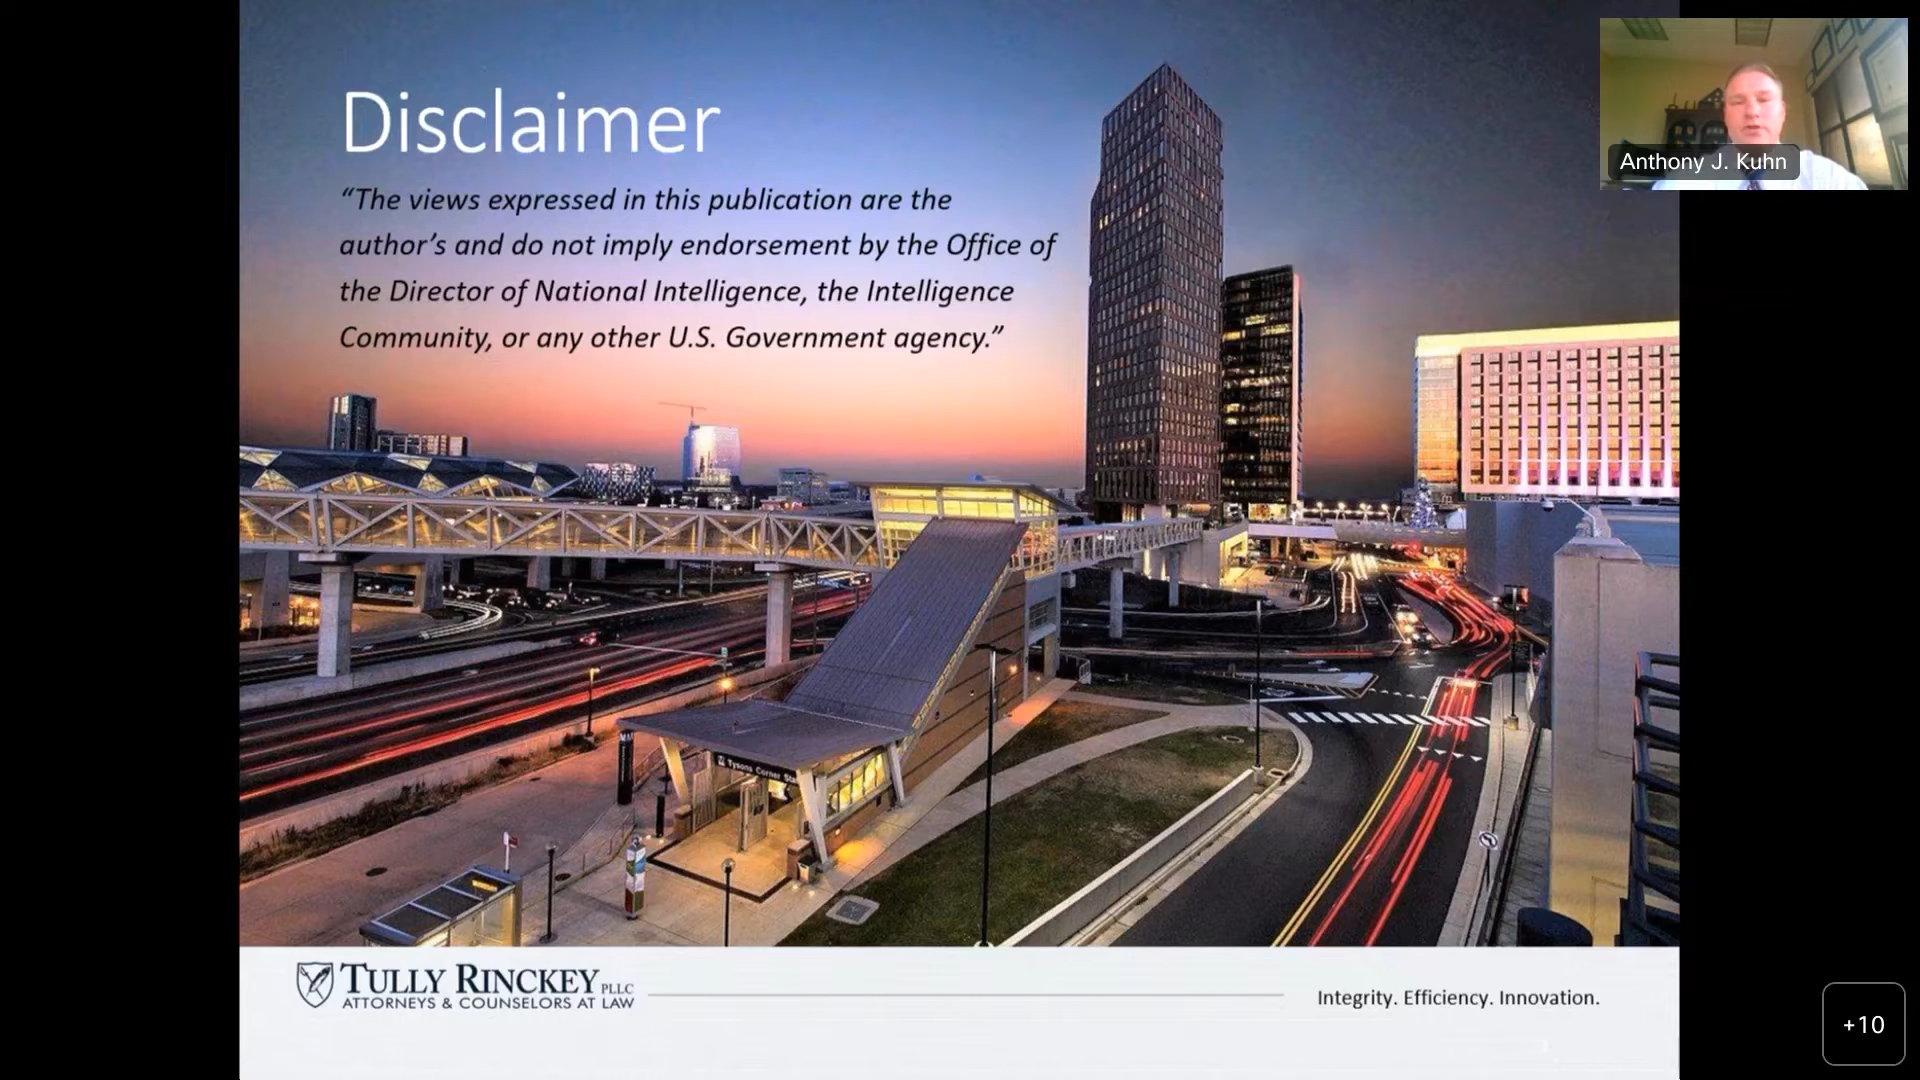 Disclaimer
“The views expressed in this publication are the
author’s and do not imply endorsement by the Office of
the Director of National Intelligence, the Intelligence
Community, or any other U.S. Government agency.”
Anthony J. Kuhn
Tysons Corner
TULLY RINCKEY PLLC
ATTORNEYS & COUNSELORS AT LAW
Integrity. Efficiency. Innovation.
+10